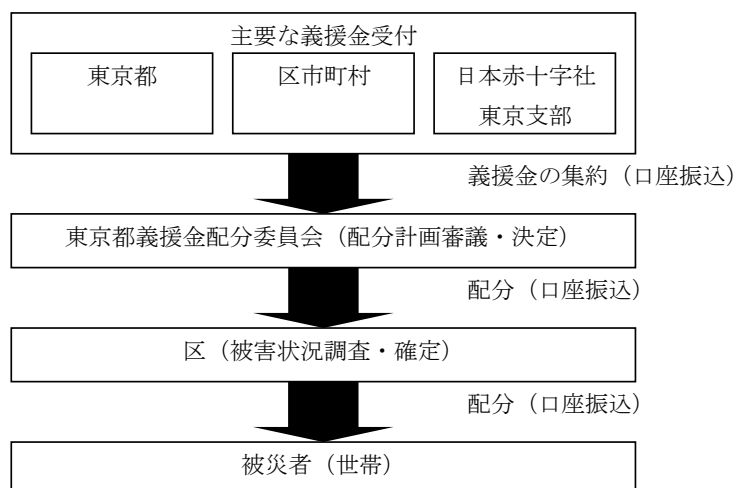 主要な義援金受付
東京都
区市町村
日本赤十字社
東京支部
義援金の集約（口座振込）
東京都義援金配分委員会（配分計画審議・決定）
配分（口座振込）
区（被害状況調査・確定）
配分（口座振込）
被災者（世帯）